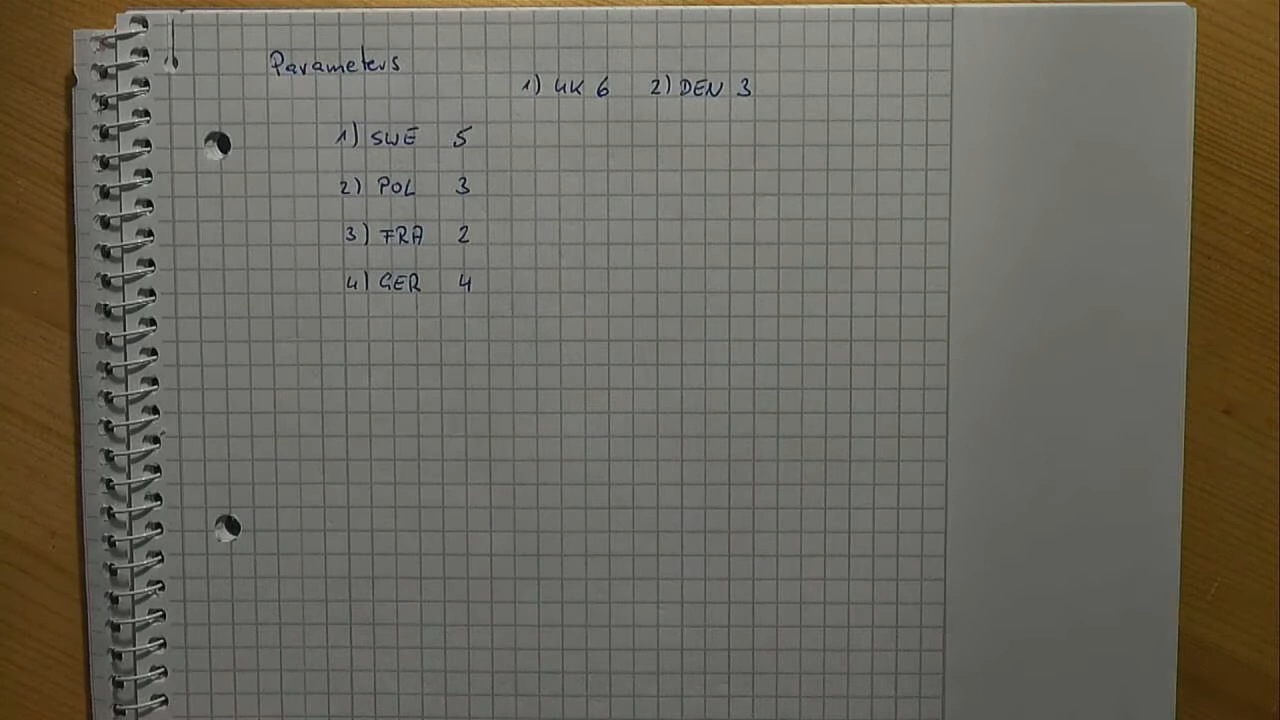 Parameters
1) UK 6 2) DEN 3
1) SWE 5
2) POL 3
3) FRA 2
4) GER 4